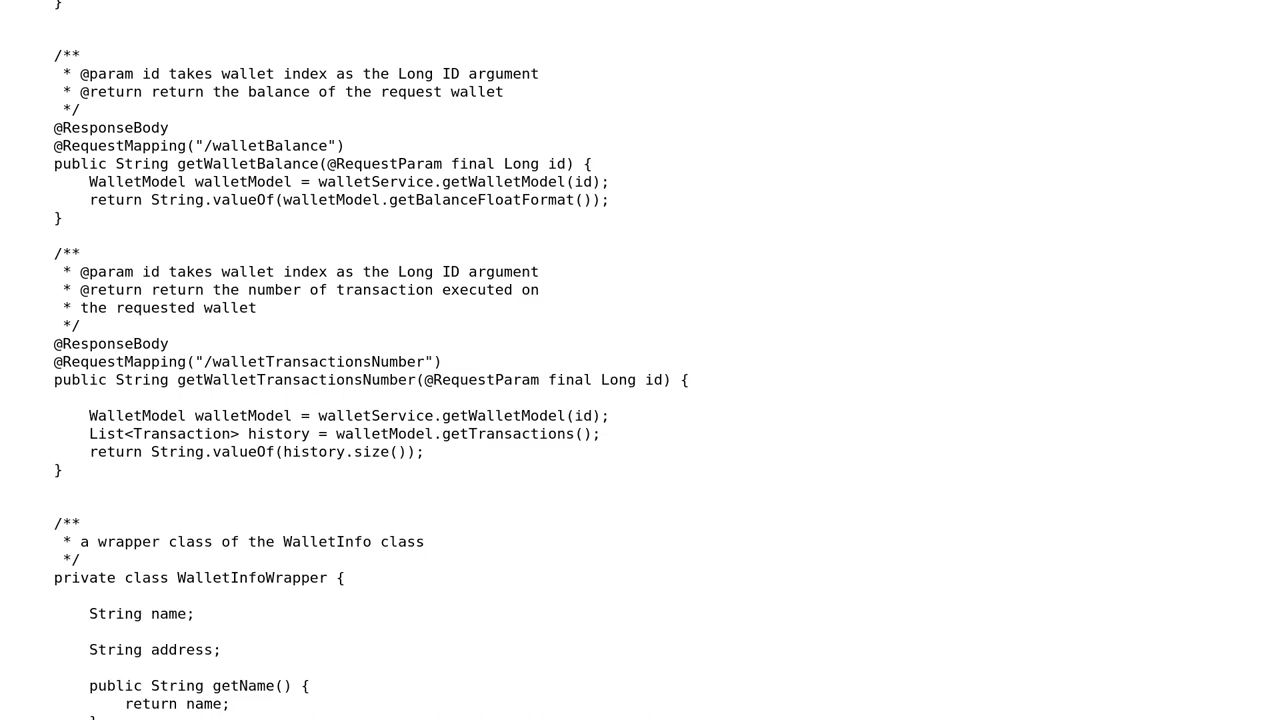 }
/**
 * @param id takes wallet index as the Long ID argument
 * @return return the balance of the request wallet
 */
@ResponseBody
@RequestMapping("/walletBalance")
public String getWalletBalance(@RequestParam final Long id) {
    WalletModel walletModel = walletService.getWalletModel(id);
    return String.valueOf(walletModel.getBalanceFloatFormat());
}
/**
 * @param id takes wallet index as the Long ID argument
 * @return return the number of transaction executed on
 * the requested wallet
 */
@ResponseBody
@RequestMapping("/walletTransactionsNumber")
public String getWalletTransactionsNumber(@RequestParam final Long id) {
    WalletModel walletModel = walletService.getWalletModel(id);
    List<Transaction> history = walletModel.getTransactions();
    return String.valueOf(history.size());
}
/**
 * a wrapper class of the WalletInfo class
 */
private class WalletInfoWrapper {
    String name;
    String address;
    public String getName() {
        return name;
    }